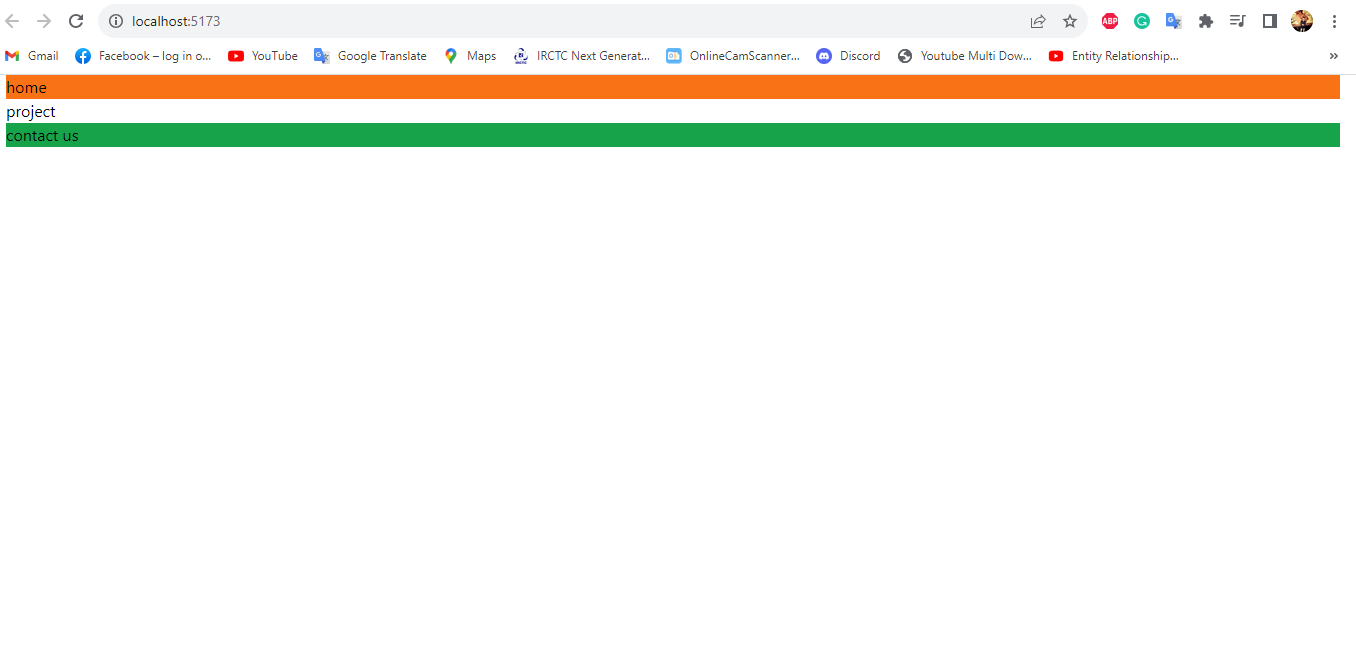 localhost:5173
ABP
Gmail Facebook – log in o... YouTube Google Translate Maps IRCTC Next Generat... OnlineCamScanner... Discord Youtube Multi Dow... Entity Relationship... »
home
project
contact us